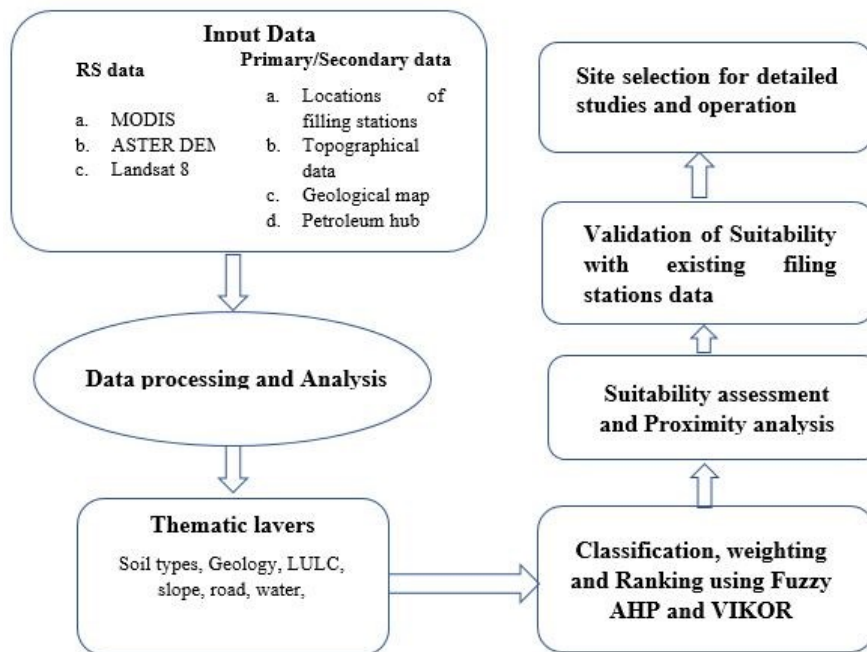 Input Data
RS data
a. MODIS
b. ASTER DEM
c. Landsat 8
Primary/Secondary data
a. Locations of
filling stations
b. Topographical
data
c. Geological map
d. Petroleum hub
Data processing and Analysis
Thematic layers
Soil types, Geology, LULC,
slope, road, water,
Classification, weighting
and Ranking using Fuzzy
AHP and VIKOR
Suitability assessment
and Proximity analysis
Validation of Suitability
with existing filing
stations data
Site selection for detailed
studies and operation